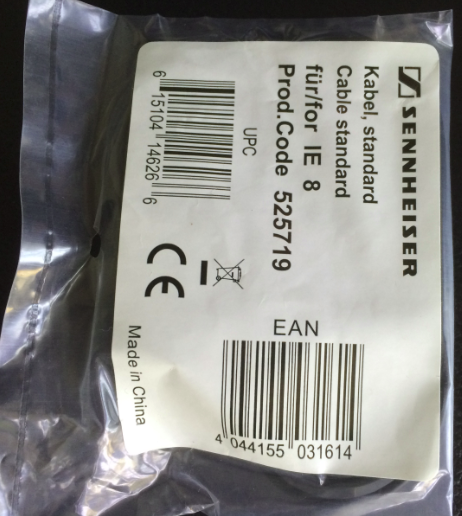 SENNHEISER
Kabel, standard
Cable standard
für/for IE 8
Prod.Code 525719
UPC
6 15104 14626 6
EAN
4 044155 031614
CE
Made in China